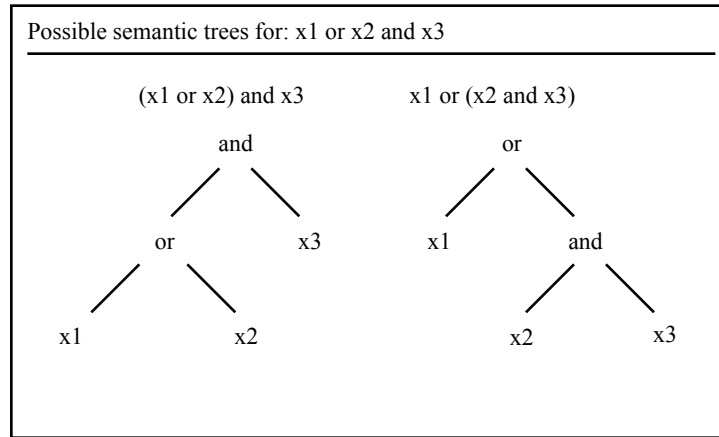 Possible semantic trees for: x1 or x2 and x3
(x1 or x2) and x3
x1 or (x2 and x3)
and
or
or
x3
x1
and
x1
x2
x2
x3